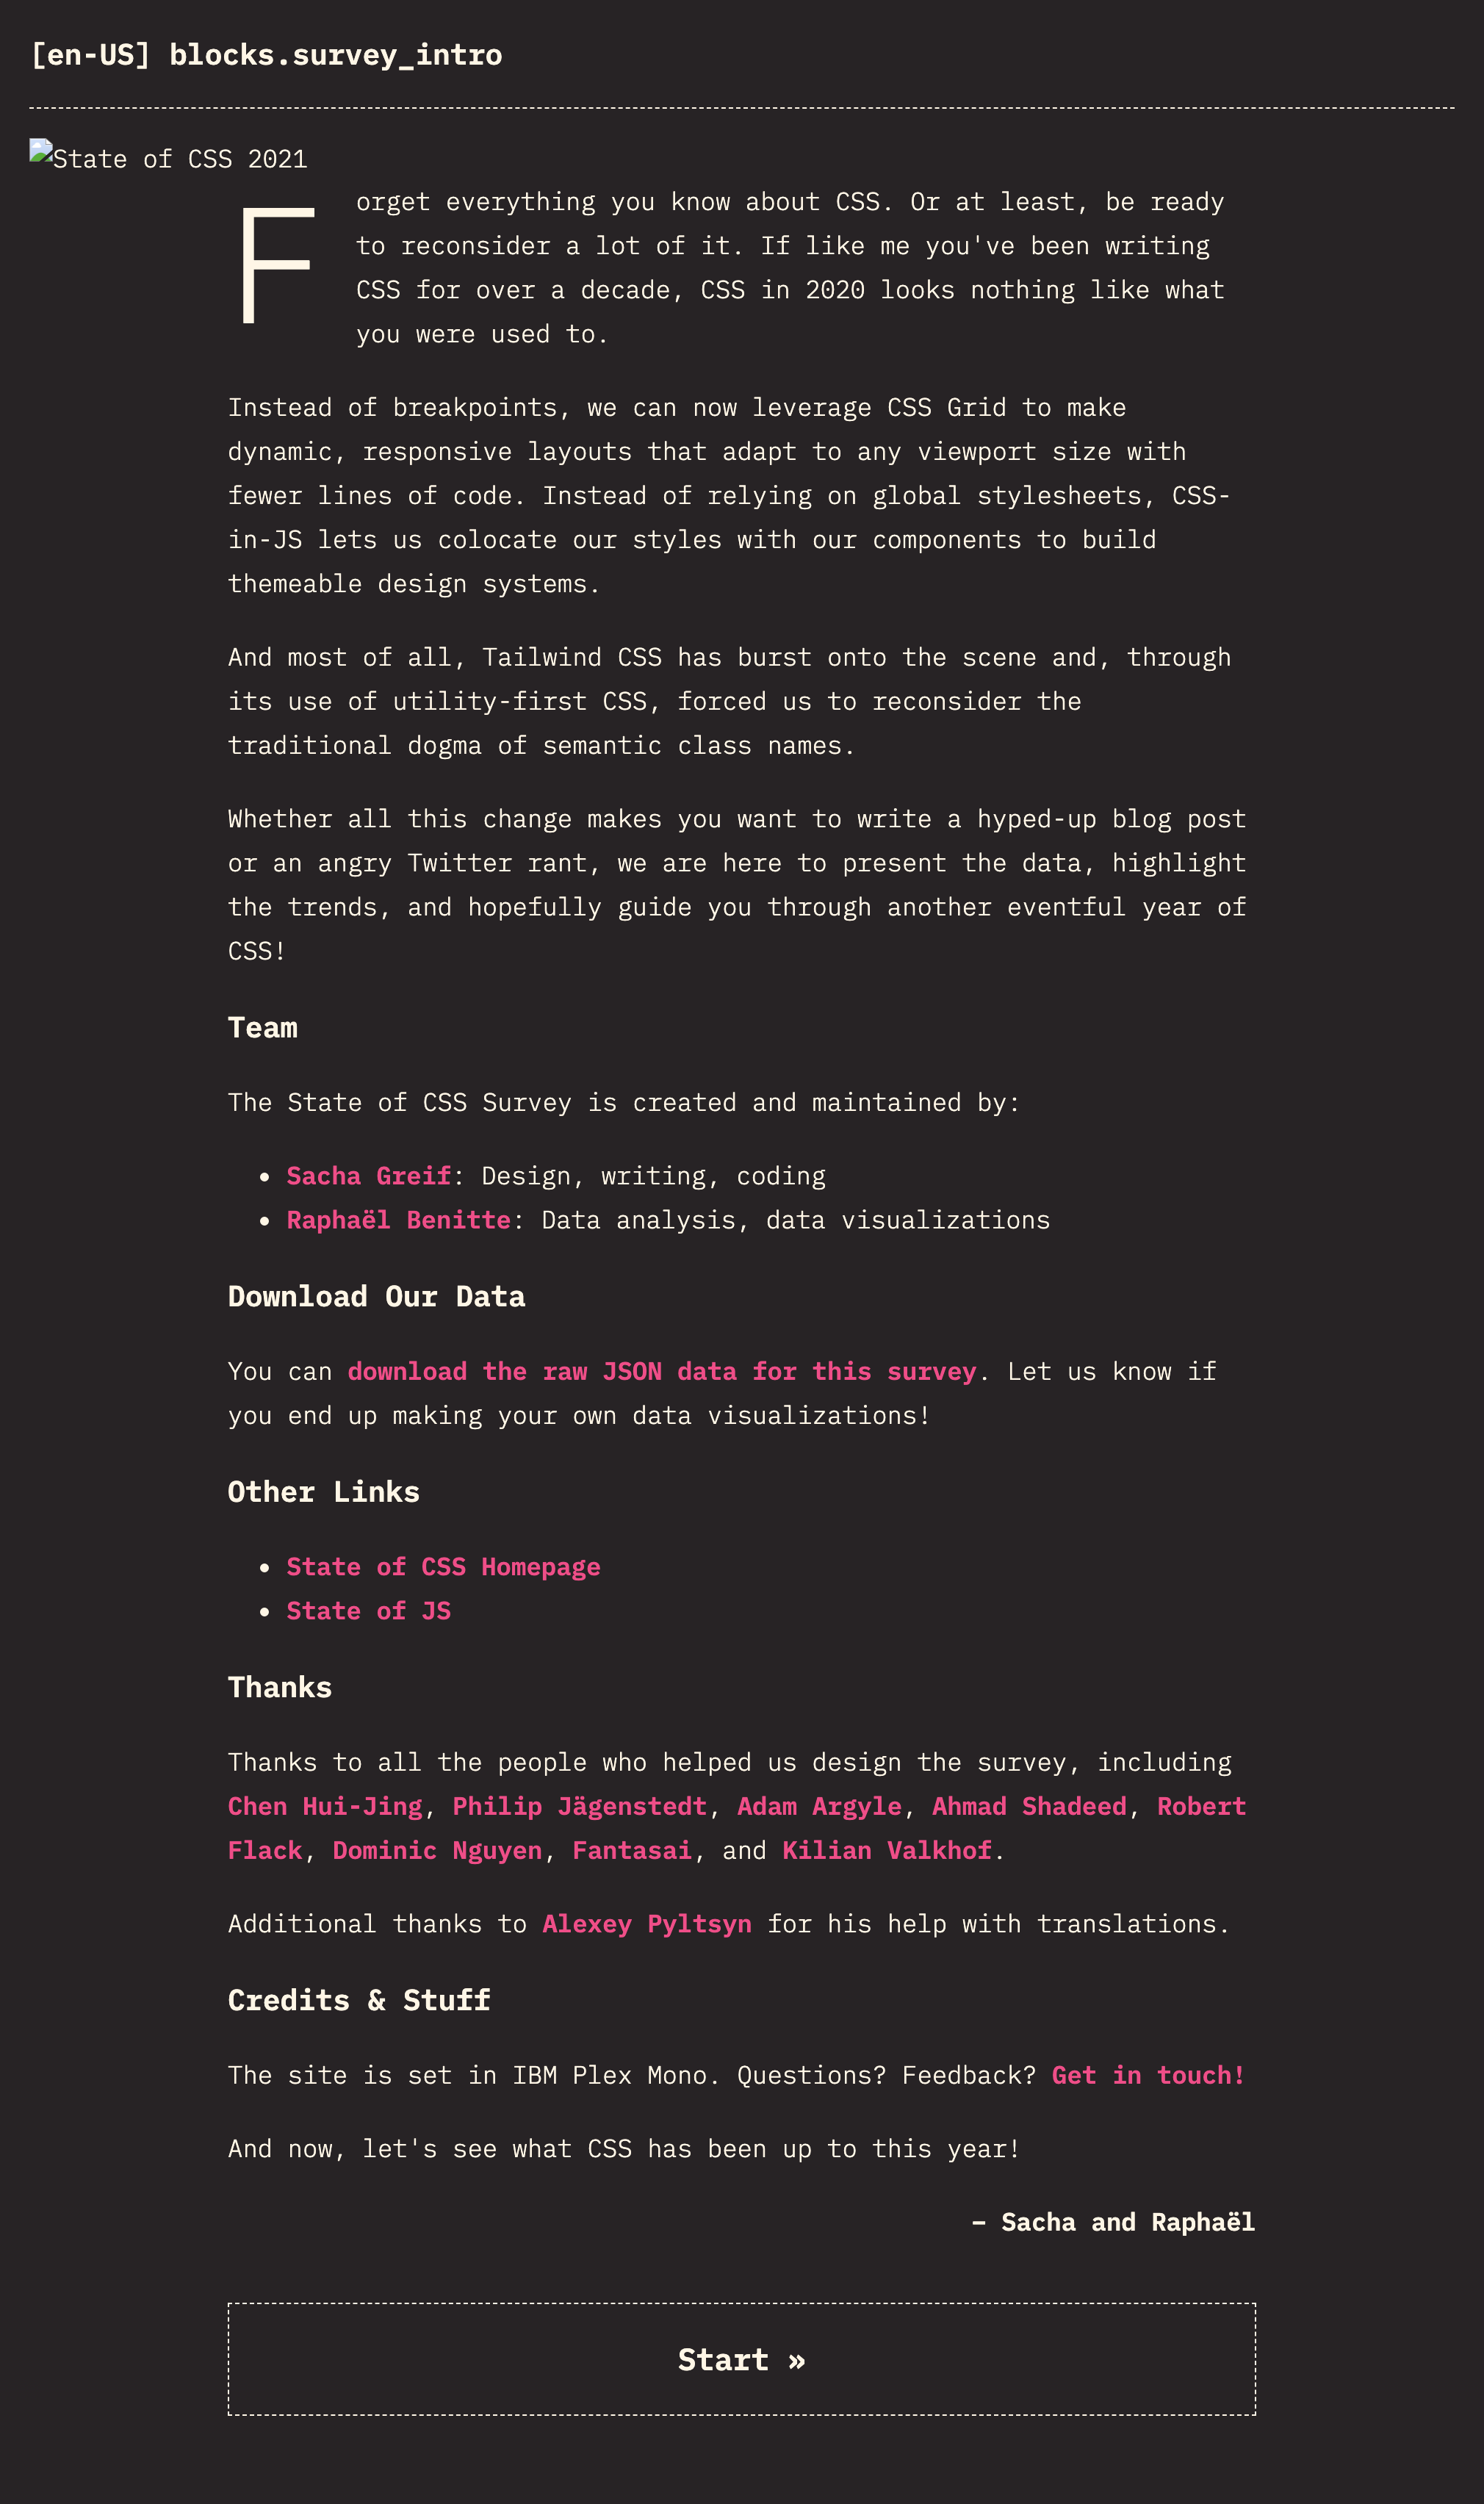 [en-US] blocks.survey_intro
State of CSS 2021
Forget everything you know about CSS. Or at least, be ready
to reconsider a lot of it. If like me you've been writing
CSS for over a decade, CSS in 2020 looks nothing like what
you were used to.
Instead of breakpoints, we can now leverage CSS Grid to make
dynamic, responsive layouts that adapt to any viewport size with
fewer lines of code. Instead of relying on global stylesheets, CSS-
in-JS lets us colocate our styles with our components to build
themeable design systems.
And most of all, Tailwind CSS has burst onto the scene and, through
its use of utility-first CSS, forced us to reconsider the
traditional dogma of semantic class names.
Whether all this change makes you want to write a hyped-up blog post
or an angry Twitter rant, we are here to present the data, highlight
the trends, and hopefully guide you through another eventful year of
CSS!
Team
The State of CSS Survey is created and maintained by:
• Sacha Greif: Design, writing, coding
• Raphaël Benitte: Data analysis, data visualizations
Download Our Data
You can download the raw JSON data for this survey. Let us know if
you end up making your own data visualizations!
Other Links
• State of CSS Homepage
• State of JS
Thanks
Thanks to all the people who helped us design the survey, including
Chen Hui-Jing, Philip Jägenstedt, Adam Argyle, Ahmad Shadeed, Robert
Flack, Dominic Nguyen, Fantasai, and Kilian Valkhof.
Additional thanks to Alexey Pyltsyn for his help with translations.
Credits & Stuff
The site is set in IBM Plex Mono. Questions? Feedback? Get in touch!
And now, let's see what CSS has been up to this year!
– Sacha and Raphaël
Start »